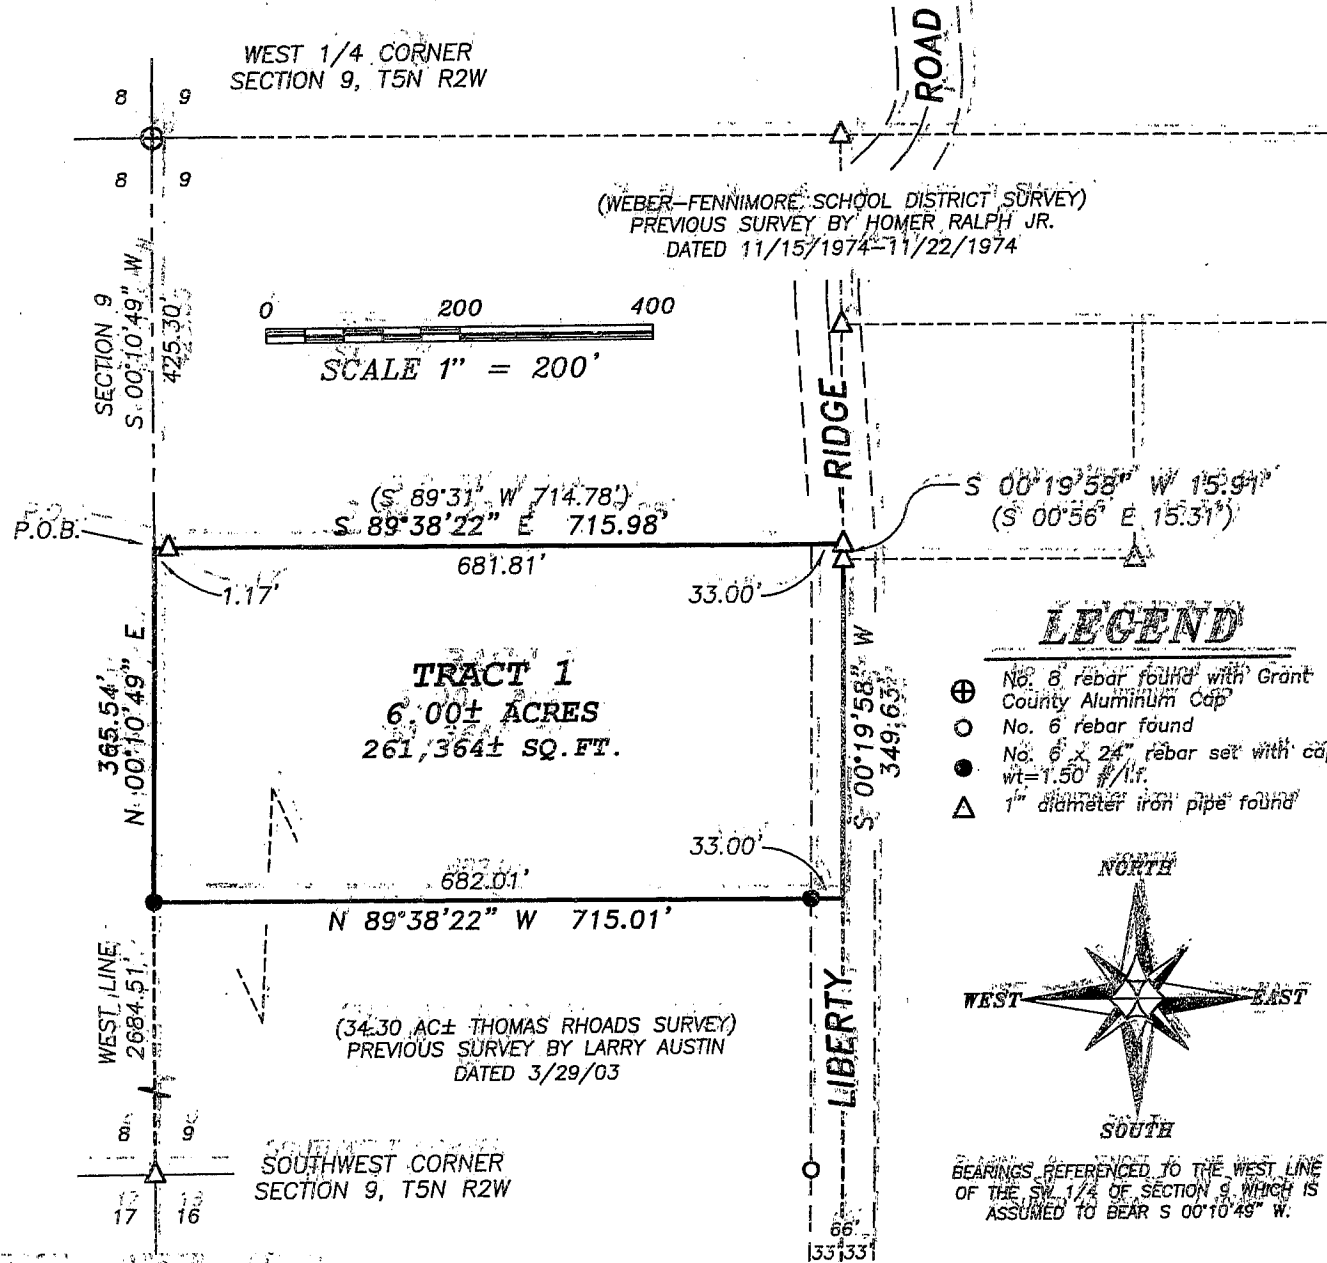 ROAD
WEST 1/4 CORNER
SECTION 9, T5N R2W
8 9
8 9
(WEBER-FENNIMORE SCHOOL DISTRICT SURVEY)
PREVIOUS SURVEY BY HOMER RALPH JR.
DATED 11/15/1974-11/22/1974
SECTION 9
S 00°10'49" W
425.30'
0 200 400
SCALE 1" = 200'
RIDGE
(S 89°31' W 714.78')
S 89°38'22" E 715.98'
S 00°19'58" W 15.91'
(S 00°56' E 15.31')
P.O.B.
681.81'
1.17'
33.00'
LEGEND
No. 8 rebar found with Grant
County Aluminum Cap
No. 6 rebar found
No. 6 x 24" rebar set with cap
wt=1.50 #/l.f.
1" diameter iron pipe found
TRACT 1
6.00± ACRES
261,364± SQ.FT.
365.54'
N 00°10'49" E
S 00°19'58" W
349.63'
33.00'
682.01'
N 89°38'22" W 715.01'
NORTH
WEST
EAST
SOUTH
WEST LINE
2684.51'
(34.30 AC± THOMAS RHOADS SURVEY)
PREVIOUS SURVEY BY LARRY AUSTIN
DATED 3/29/03
LIBERTY
8 9
SOUTHWEST CORNER
SECTION 9, T5N R2W
17 16
BEARINGS REFERENCED TO THE WEST LINE
OF THE SW 1/4 OF SECTION 9 WHICH IS
ASSUMED TO BEAR S 00°10'49" W.
66'
33' 33'